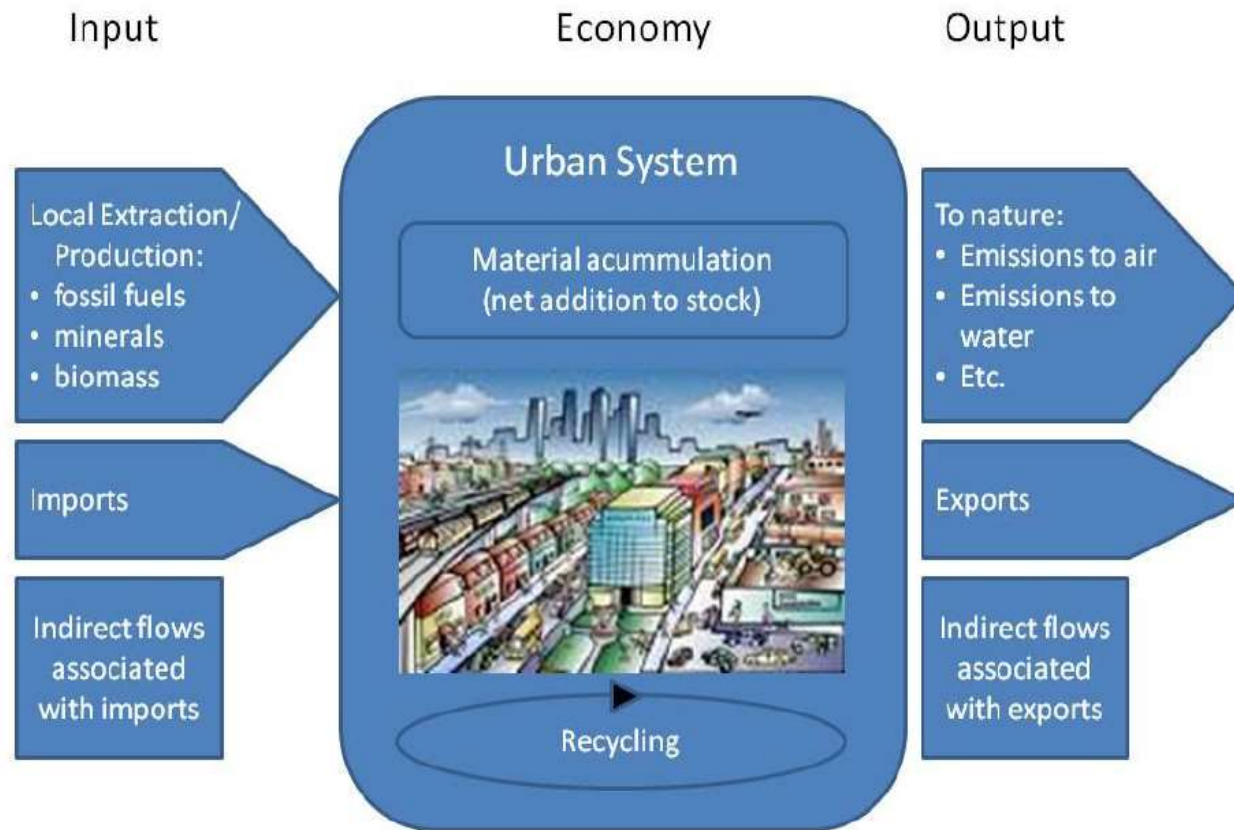 Input
Economy
Output
Local Extraction/
Production:
• fossil fuels
• minerals
• biomass
Imports
Indirect flows
associated
with imports
Urban System
Material acummulation
(net addition to stock)
Recycling
To nature:
• Emissions to air
• Emissions to
water
• Etc.
Exports
Indirect flows
associated
with exports